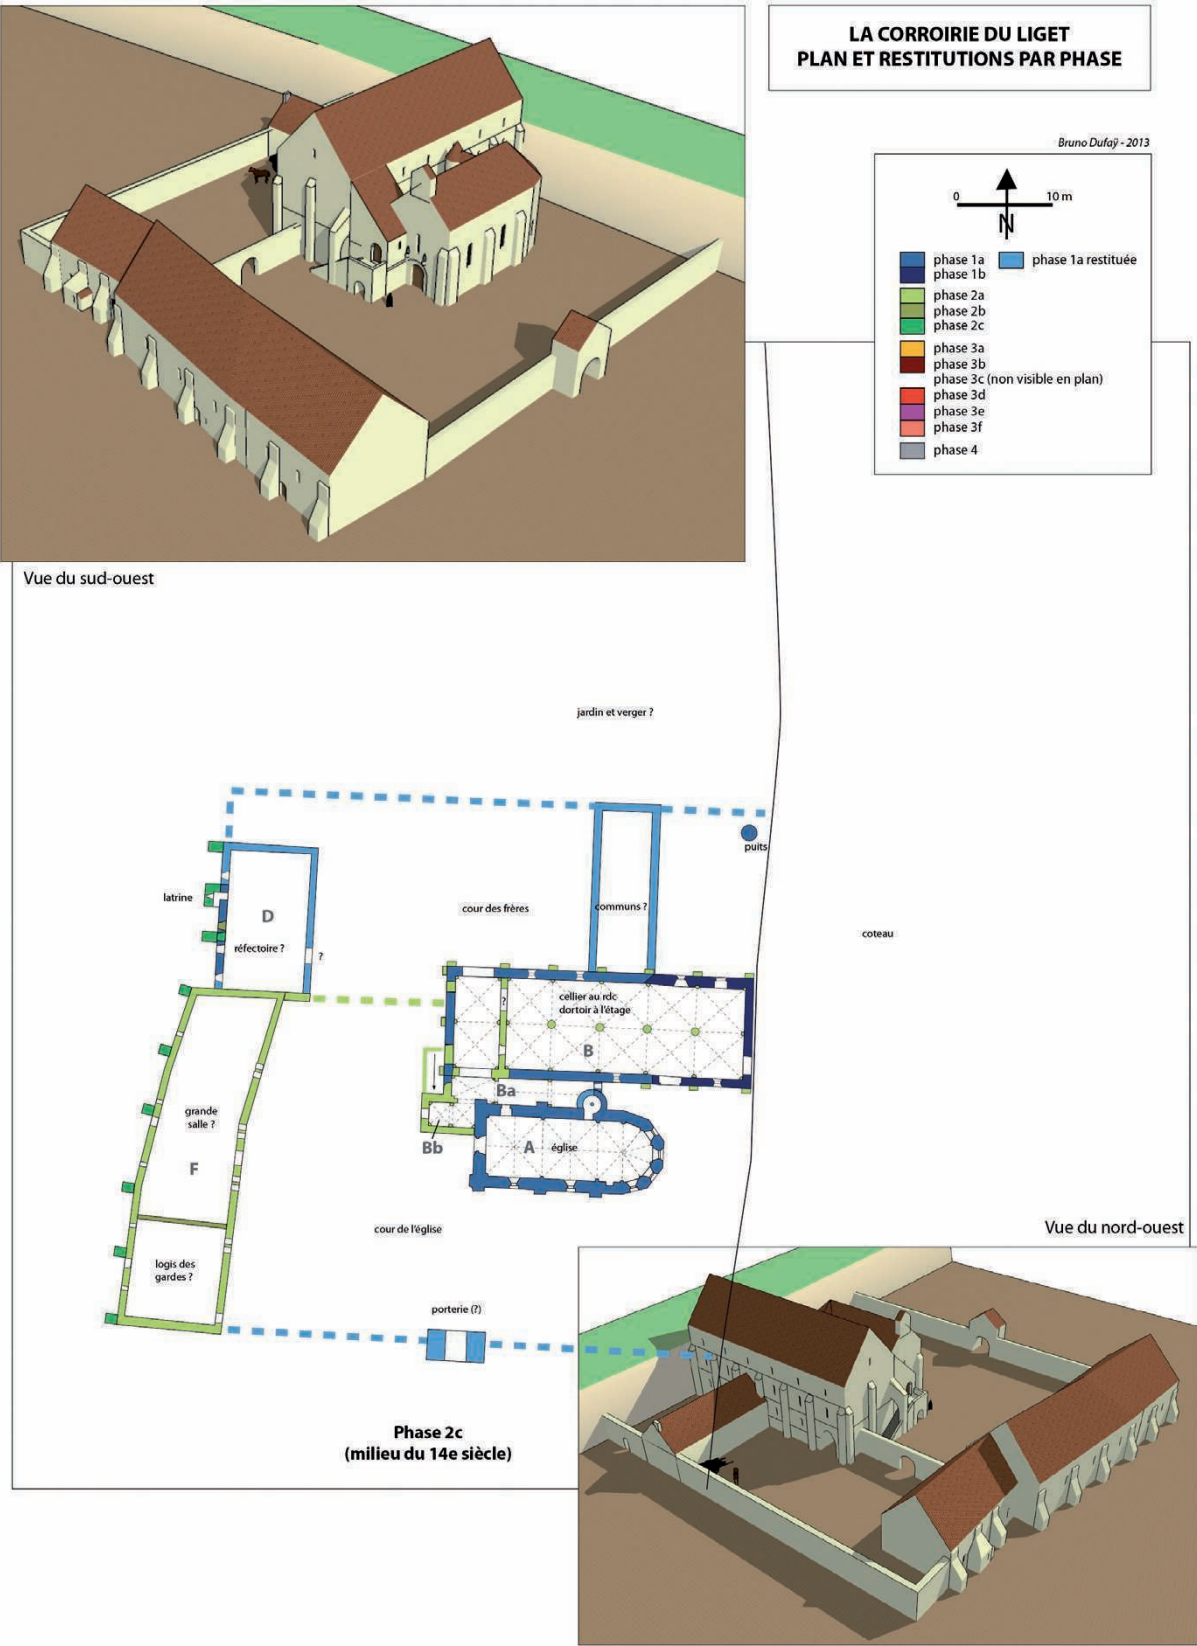 LA CORROIRIE DU LIGET
PLAN ET RESTITUTIONS PAR PHASE
Bruno Dufaÿ - 2013
0 10 m
N
phase 1a
phase 1b
phase 1a restituée
phase 2a
phase 2b
phase 2c
phase 3a
phase 3b
phase 3c (non visible en plan)
phase 3d
phase 3e
phase 3f
phase 4
Vue du sud-ouest
jardin et verger ?
puits
latrine
D
réfectoire ?
?
cour des frères
communs ?
coteau
?
cellier au rdc
dortoir à l'étage
B
Ba
Bb
A église
grande
salle ?
F
cour de l'église
logis des
gardes ?
porterie (?)
Vue du nord-ouest
Phase 2c
(milieu du 14e siècle)